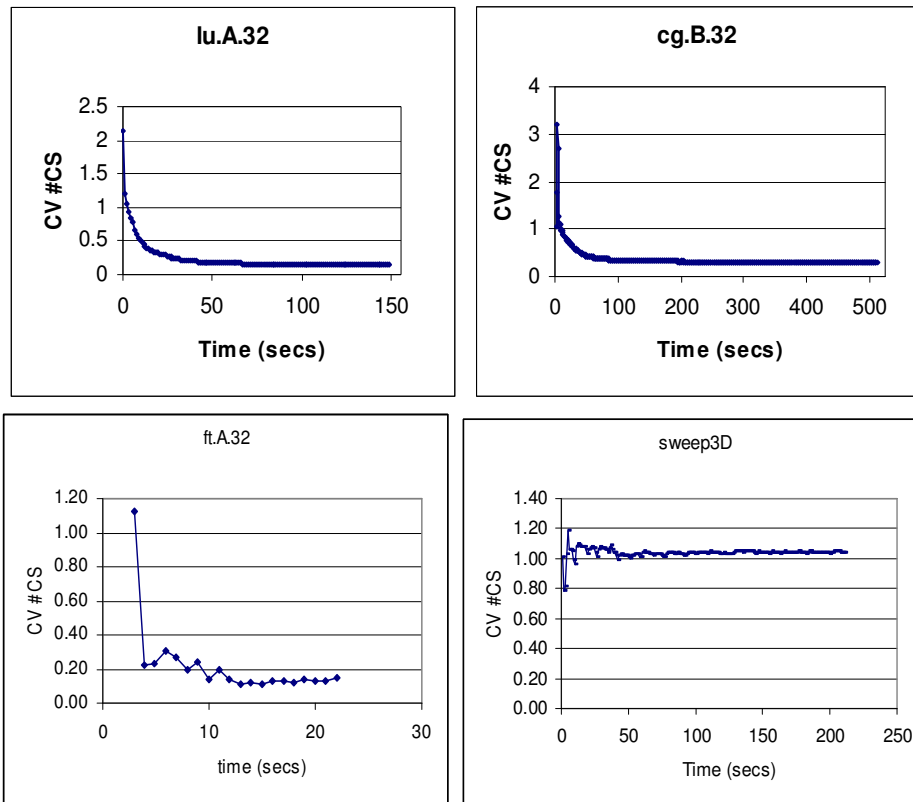 lu.A.32
2.5
2
1.5
1
0.5
0
CV #CS
0 50 100 150
Time (secs)
cg.B.32
4
3
2
1
0
CV #CS
0 100 200 300 400 500
Time (secs)
ft.A.32
1.20
1.00
0.80
0.60
0.40
0.20
0.00
CV #CS
0 10 20 30
time (secs)
sweep3D
1.40
1.20
1.00
0.80
0.60
0.40
0.20
0.00
CV #CS
0 50 100 150 200 250
Time (secs)